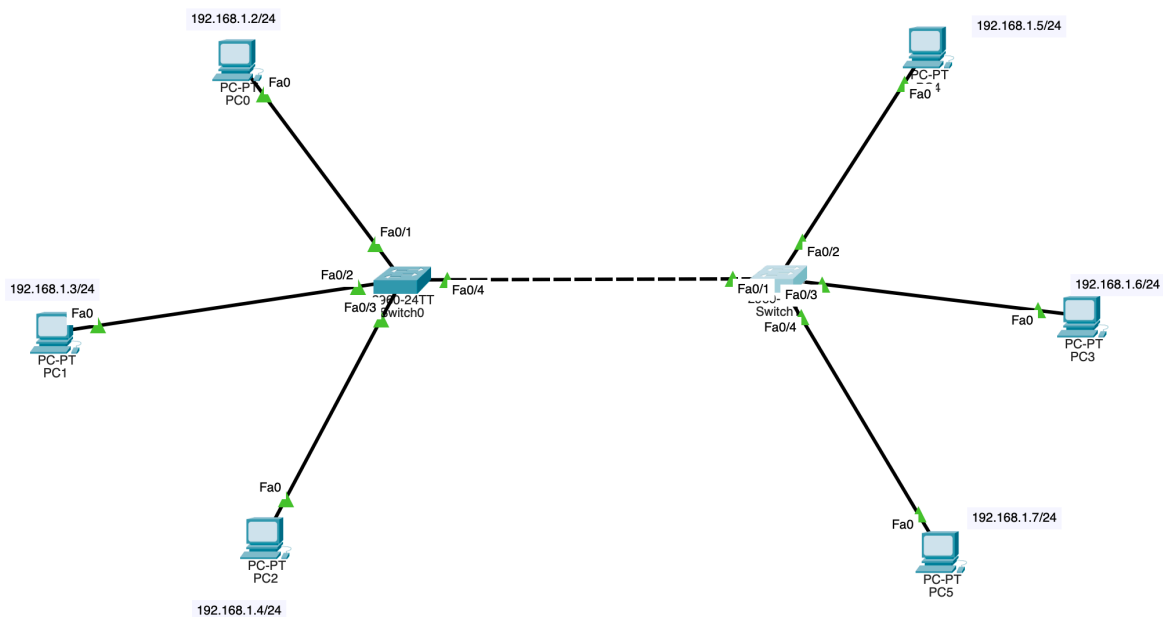 192.168.1.2/24
192.168.1.5/24
Fa0
PC-PT
PC0
PC-PT
Fa0
Fa0/1
Fa0/2
192.168.1.3/24
Fa0/2
Fa0/3
Fa0/4
Switch0
Fa0/1
Fa0/3
Switch
Fa0/4
192.168.1.6/24
Fa0
PC-PT
PC3
Fa0
PC-PT
PC1
Fa0
PC-PT
PC2
192.168.1.4/24
192.168.1.7/24
Fa0
PC-PT
PC5